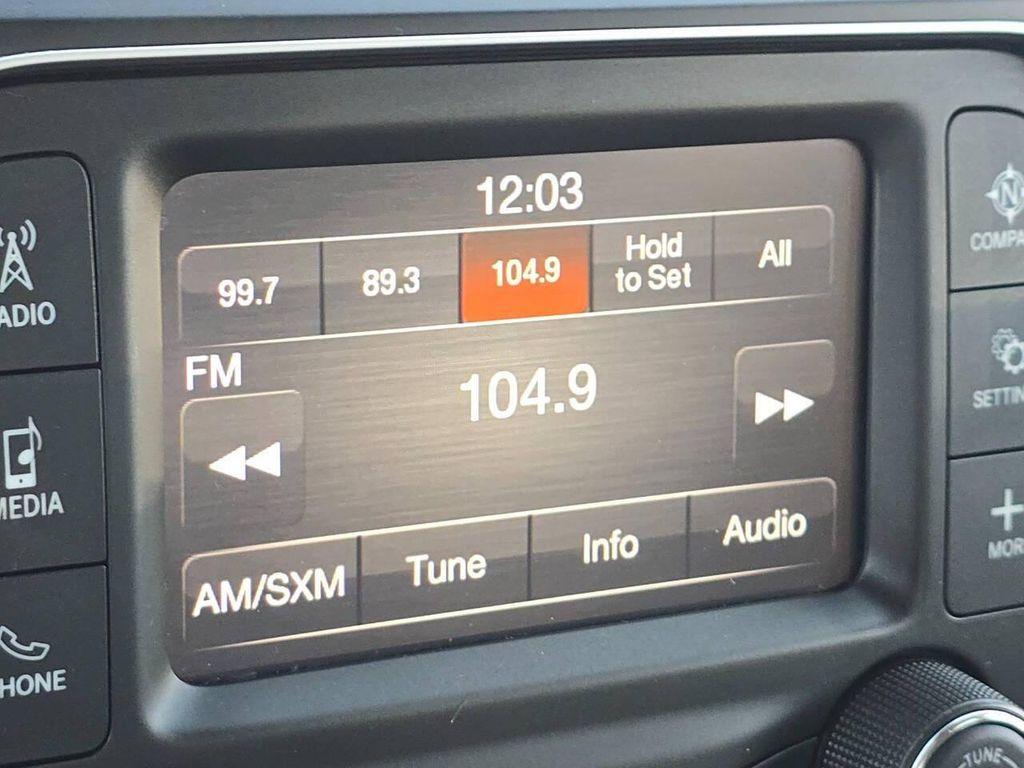 12:03
99.7
89.3
104.9
Hold
to Set
All
FM
104.9
AM/SXM
Tune
Info
Audio
ADIO
MEDIA
HONE
N
COMPA
SETTIN
MOR
TUNE